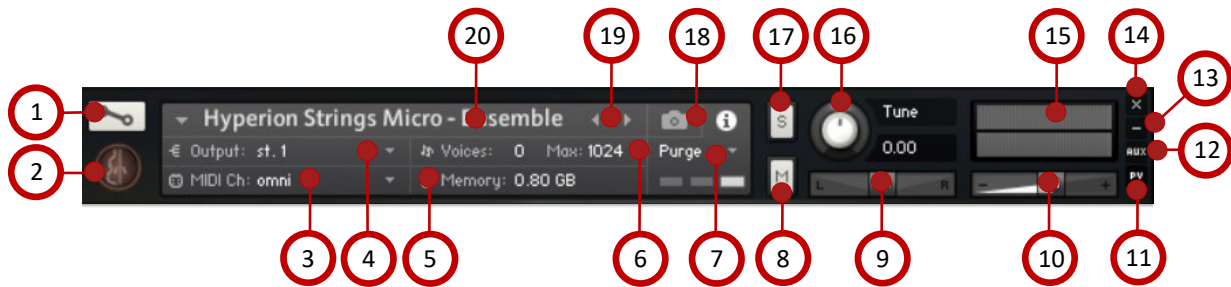 20 19 18 17 16 15 14
13
1
2
12
Hyperion Strings Micro - Ensemble
S
Tune
×
Output: st.1
Voices: 0 Max: 1024
Purge
0.00
AUX
MIDI Ch: omni
Memory: 0.80 GB
M
L R
- +
PV
3 4 5 6 7 8 9 10 11